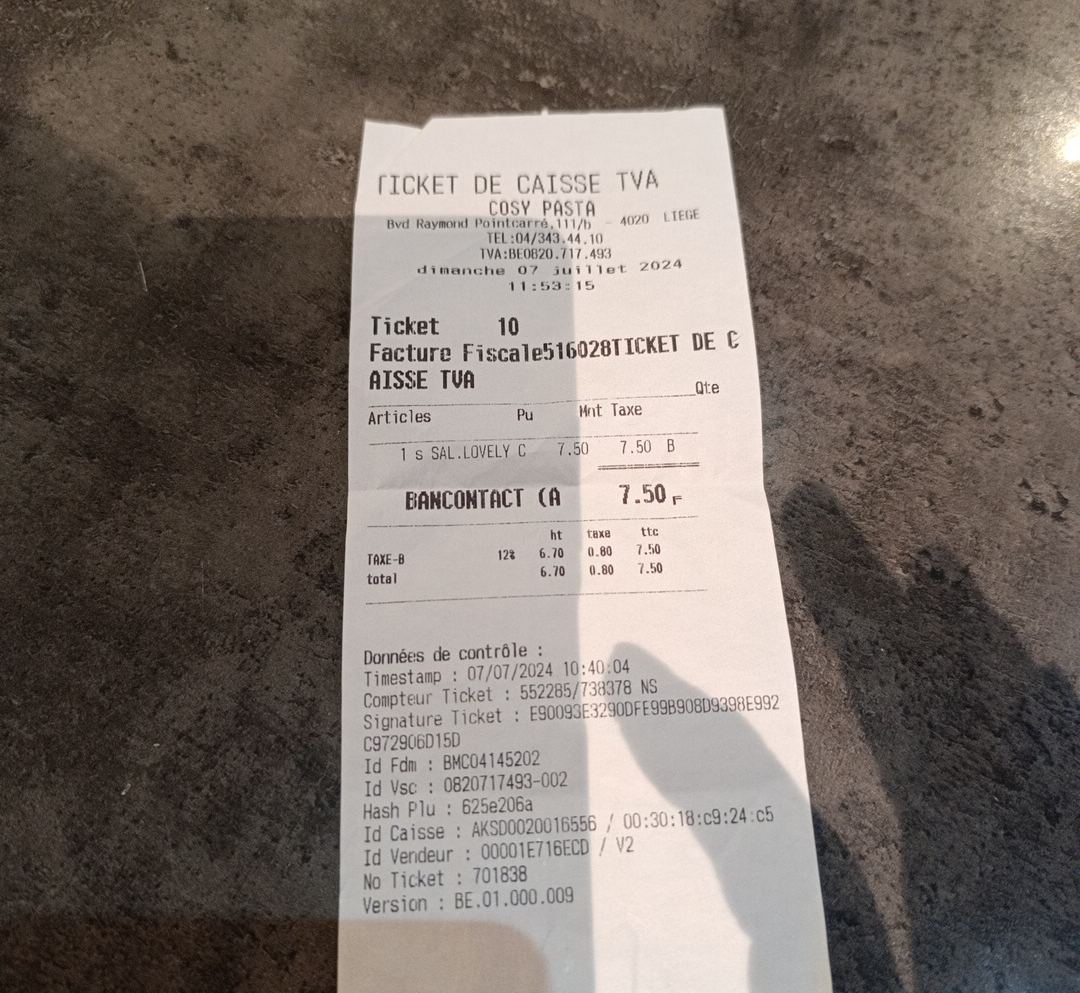 TICKET DE CAISSE TVA
COSY PASTA
Bvd Raymond Pointcarré,111/b - 4020 LIEGE
TEL:04/343.44.10
TVA:BE0820.717.493
dimanche 07 juillet 2024
11:53:15
Ticket 10
Facture Fiscale516028TICKET DE C
AISSE TVA
Qte
Articles Pu Mnt Taxe
1 s SAL.LOVELY C 7.50 7.50 B
BANCONTACT (A 7.50 F
ht taxe ttc
TAXE-B 12% 6.70 0.80 7.50
total 6.70 0.80 7.50
Données de contrôle :
Timestamp : 07/07/2024 10:40:04
Compteur Ticket : 552285/738378 NS
Signature Ticket : E90093E3290DFE99B908D9398E992
C972906D15D
Id Fdm : BMC04145202
Id Vsc : 0820717493-002
Hash Plu : 625e206a
Id Caisse : AKSD0020016556 / 00:30:18:c9:24:c5
Id Vendeur : 00001E716ECD / V2
No Ticket : 701838
Version : BE.01.000.009